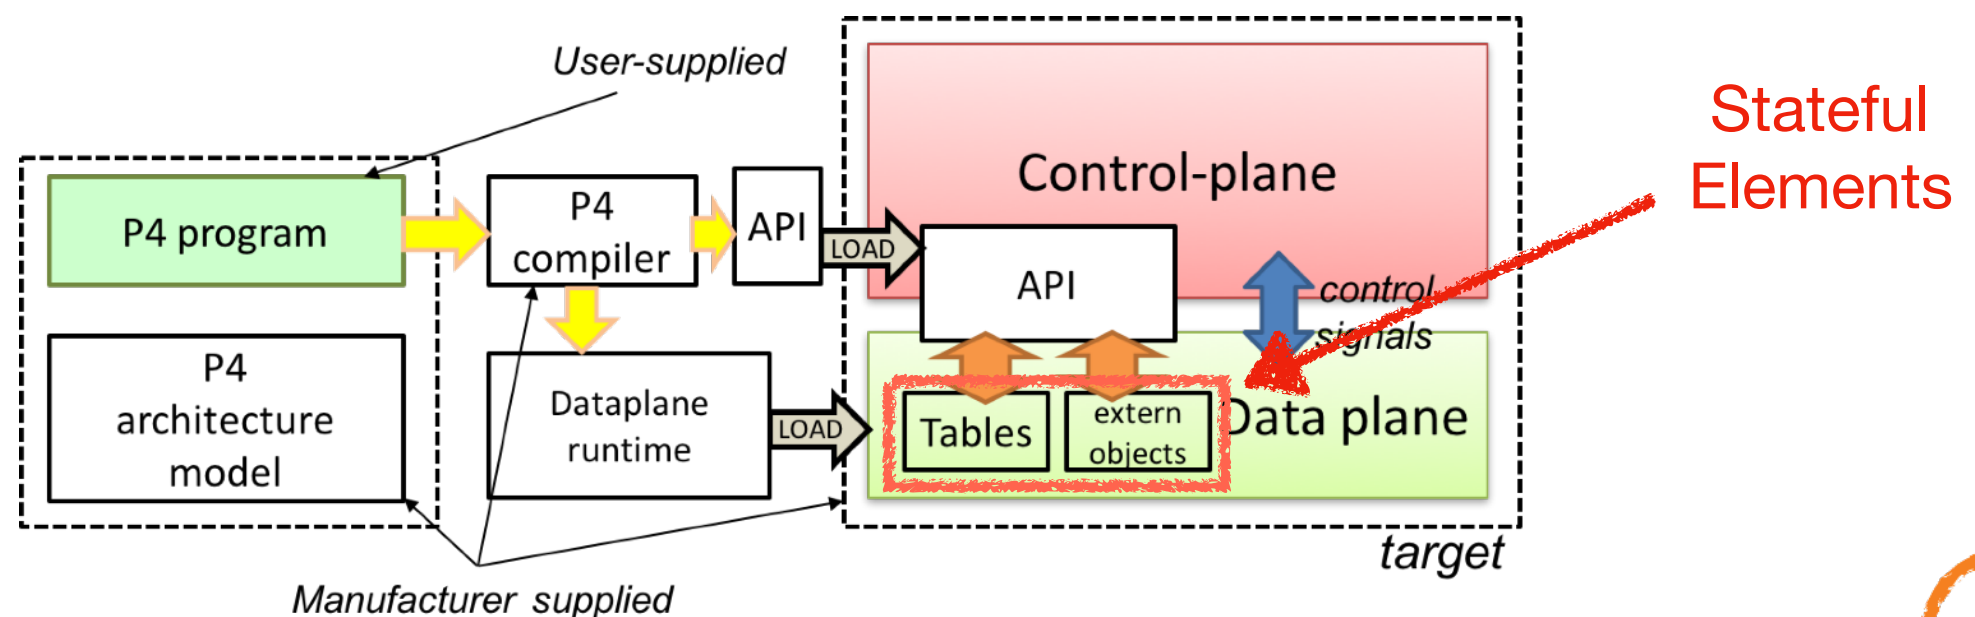 User-supplied
Stateful
Elements
P4 program
P4
compiler
API
LOAD
Control-plane
API
control
signals
P4
architecture
model
Dataplane
runtime
LOAD
Tables
extern
objects
Data plane
target
Manufacturer supplied